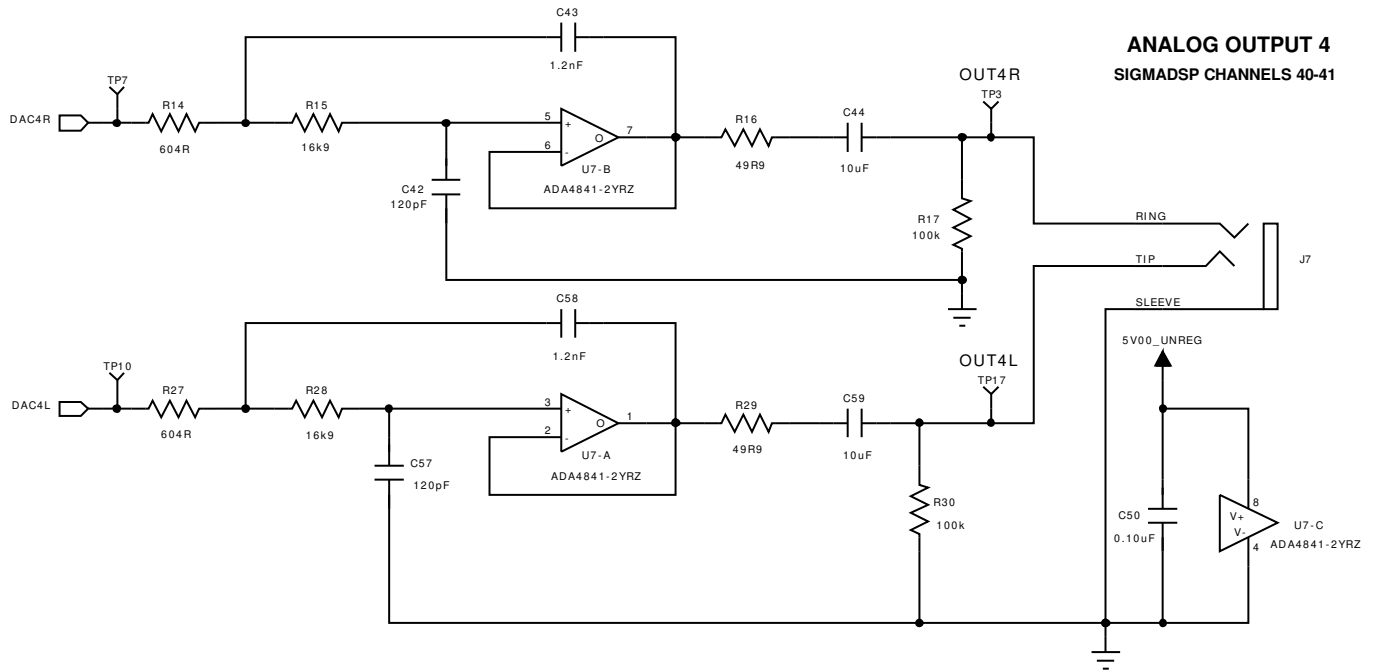 ANALOG OUTPUT 4
SIGMADSP CHANNELS 40-41
C43
1.2nF
TP7
DAC4R
R14
604R
R15
16k9
5
+
6
-
O
7
U7-B
ADA4841-2YRZ
C42
120pF
R16
49R9
C44
10uF
OUT4R
TP3
R17
100k
RING
TIP
SLEEVE
J7
C58
1.2nF
TP10
DAC4L
R27
604R
R28
16k9
3
+
2
-
O
1
U7-A
ADA4841-2YRZ
C57
120pF
R29
49R9
C59
10uF
OUT4L
TP17
R30
100k
5V00_UNREG
C50
0.10uF
8
V+
V-
4
U7-C
ADA4841-2YRZ